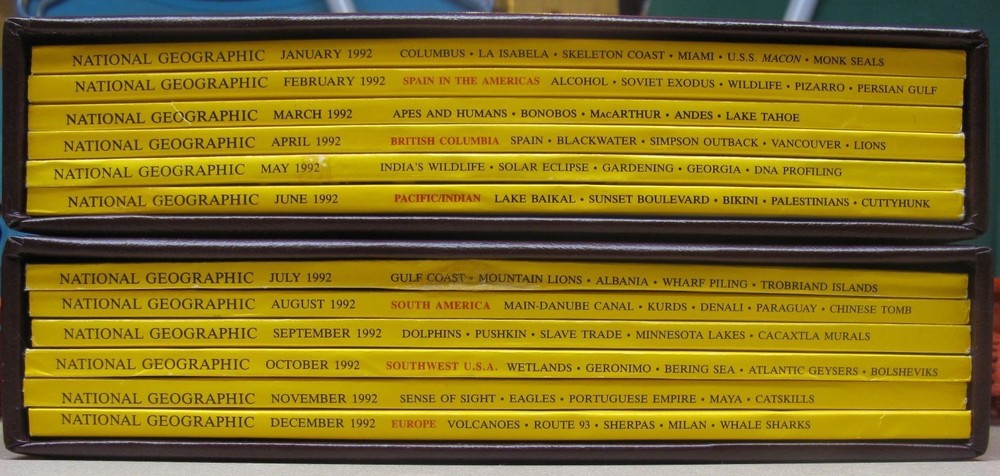 NATIONAL GEOGRAPHIC JANUARY 1992 COLUMBUS • LA ISABELA • SKELETON COAST • MIAMI • U.S.S. MACON • MONK SEALS
NATIONAL GEOGRAPHIC FEBRUARY 1992 SPAIN IN THE AMERICAS ALCOHOL • SOVIET EXODUS • WILDLIFE • PIZARRO • PERSIAN GULF
NATIONAL GEOGRAPHIC MARCH 1992 APES AND HUMANS • BONOBOS • MacARTHUR • ANDES • LAKE TAHOE
NATIONAL GEOGRAPHIC APRIL 1992 BRITISH COLUMBIA SPAIN • BLACKWATER • SIMPSON OUTBACK • VANCOUVER • LIONS
NATIONAL GEOGRAPHIC MAY 1992 INDIA'S WILDLIFE • SOLAR ECLIPSE • GARDENING • GEORGIA • DNA PROFILING
NATIONAL GEOGRAPHIC JUNE 1992 PACIFIC/INDIAN LAKE BAIKAL • SUNSET BOULEVARD • BIKINI • PALESTINIANS • CUTTYHUNK
NATIONAL GEOGRAPHIC JULY 1992 GULF COAST • MOUNTAIN LIONS • ALBANIA • WHARF PILING • TROBRIAND ISLANDS
NATIONAL GEOGRAPHIC AUGUST 1992 SOUTH AMERICA MAIN-DANUBE CANAL • KURDS • DENALI • PARAGUAY • CHINESE TOMB
NATIONAL GEOGRAPHIC SEPTEMBER 1992 DOLPHINS • PUSHKIN • SLAVE TRADE • MINNESOTA LAKES • CACAXTLA MURALS
NATIONAL GEOGRAPHIC OCTOBER 1992 SOUTHWEST U.S.A. WETLANDS • GERONIMO • BERING SEA • ATLANTIC GEYSERS • BOLSHEVIKS
NATIONAL GEOGRAPHIC NOVEMBER 1992 SENSE OF SIGHT • EAGLES • PORTUGUESE EMPIRE • MAYA • CATSKILLS
NATIONAL GEOGRAPHIC DECEMBER 1992 EUROPE VOLCANOES • ROUTE 93 • SHERPAS • MILAN • WHALE SHARKS